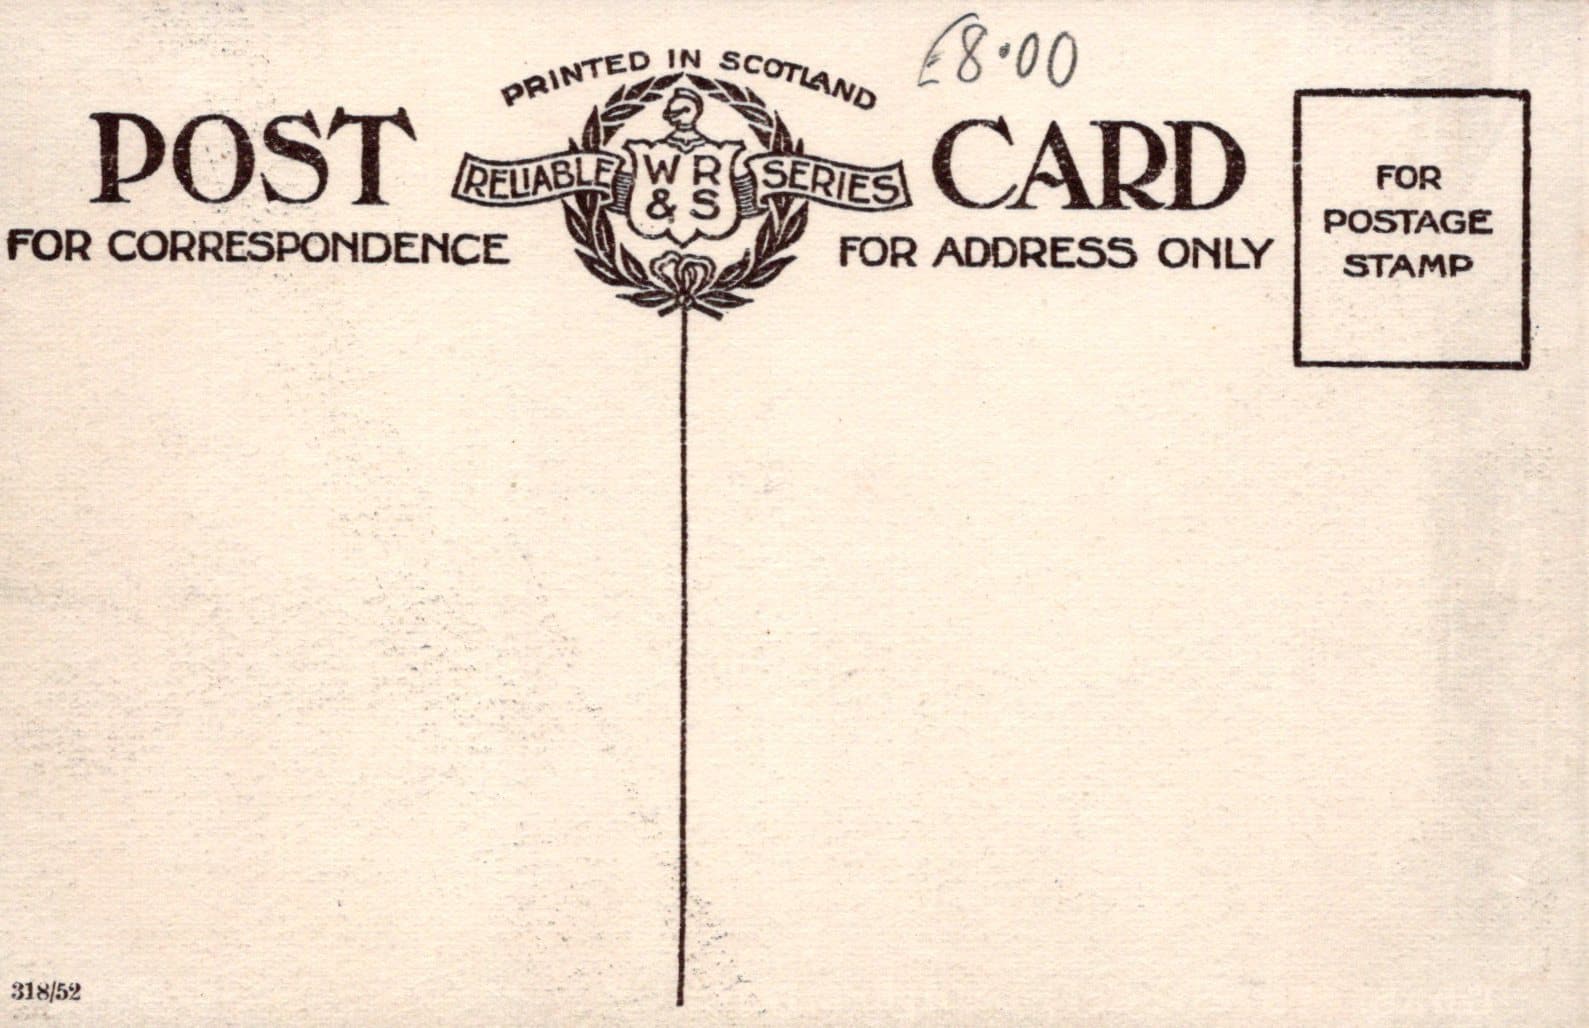 £8·00
PRINTED IN SCOTLAND
POST CARD
RELIABLE WR&S SERIES
FOR CORRESPONDENCE
FOR ADDRESS ONLY
FOR
POSTAGE
STAMP
318/52